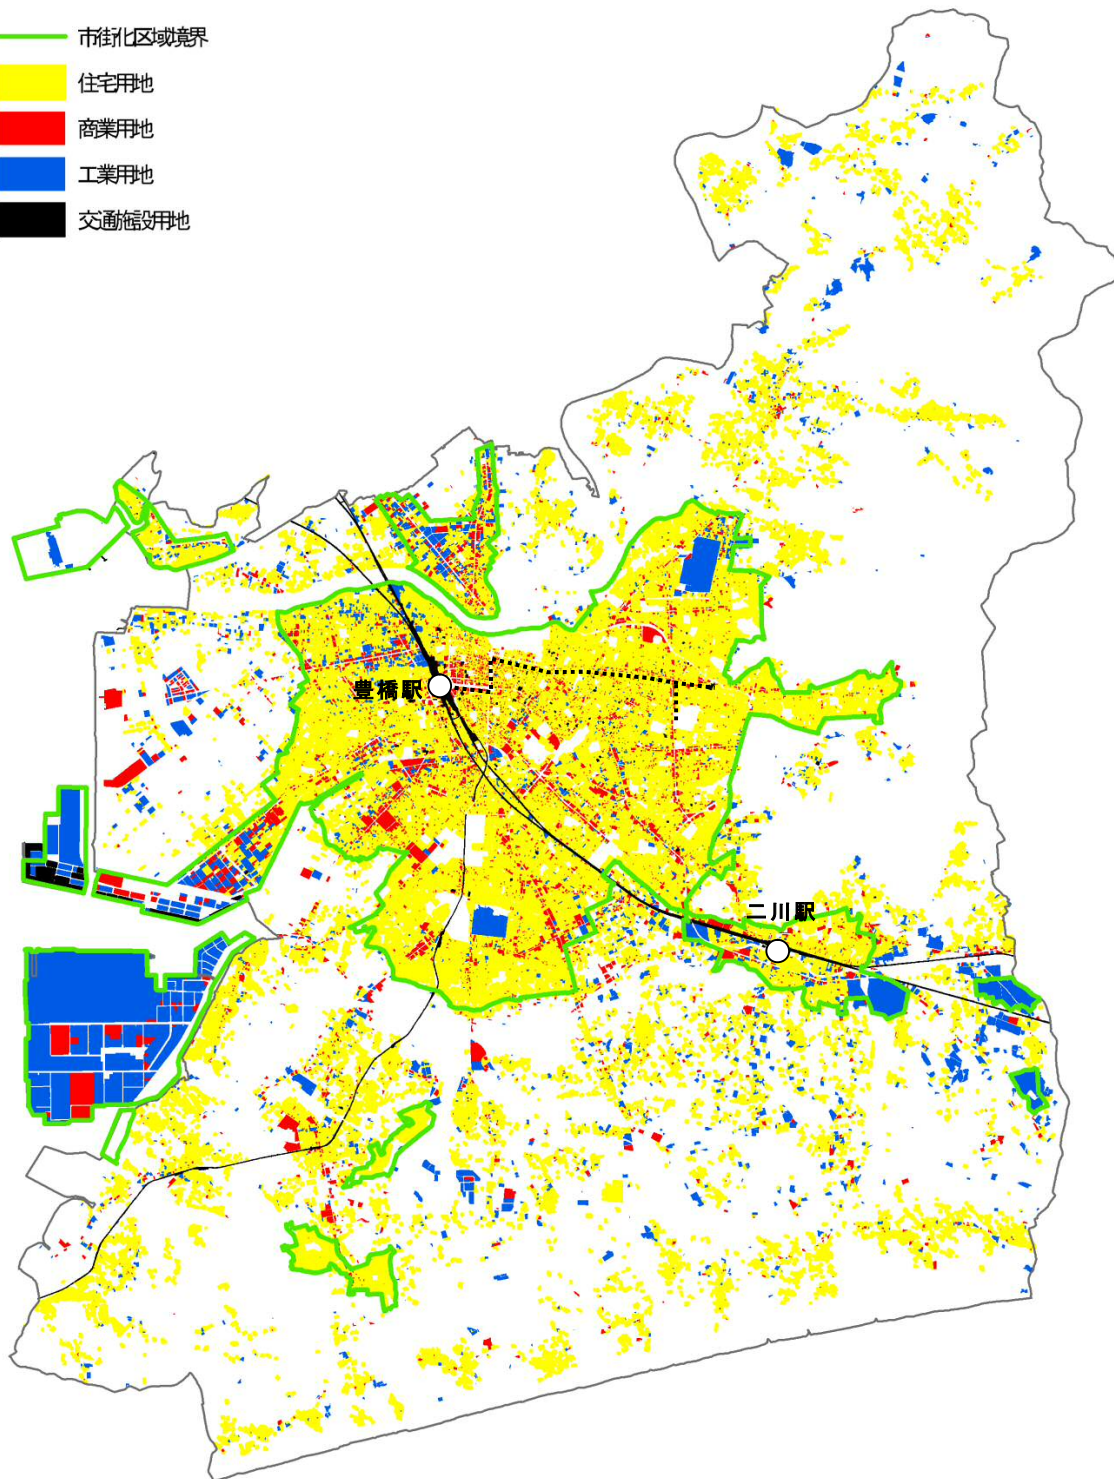 市街化区域境界
住宅用地
商業用地
工業用地
交通施設用地
豊橋駅
二川駅